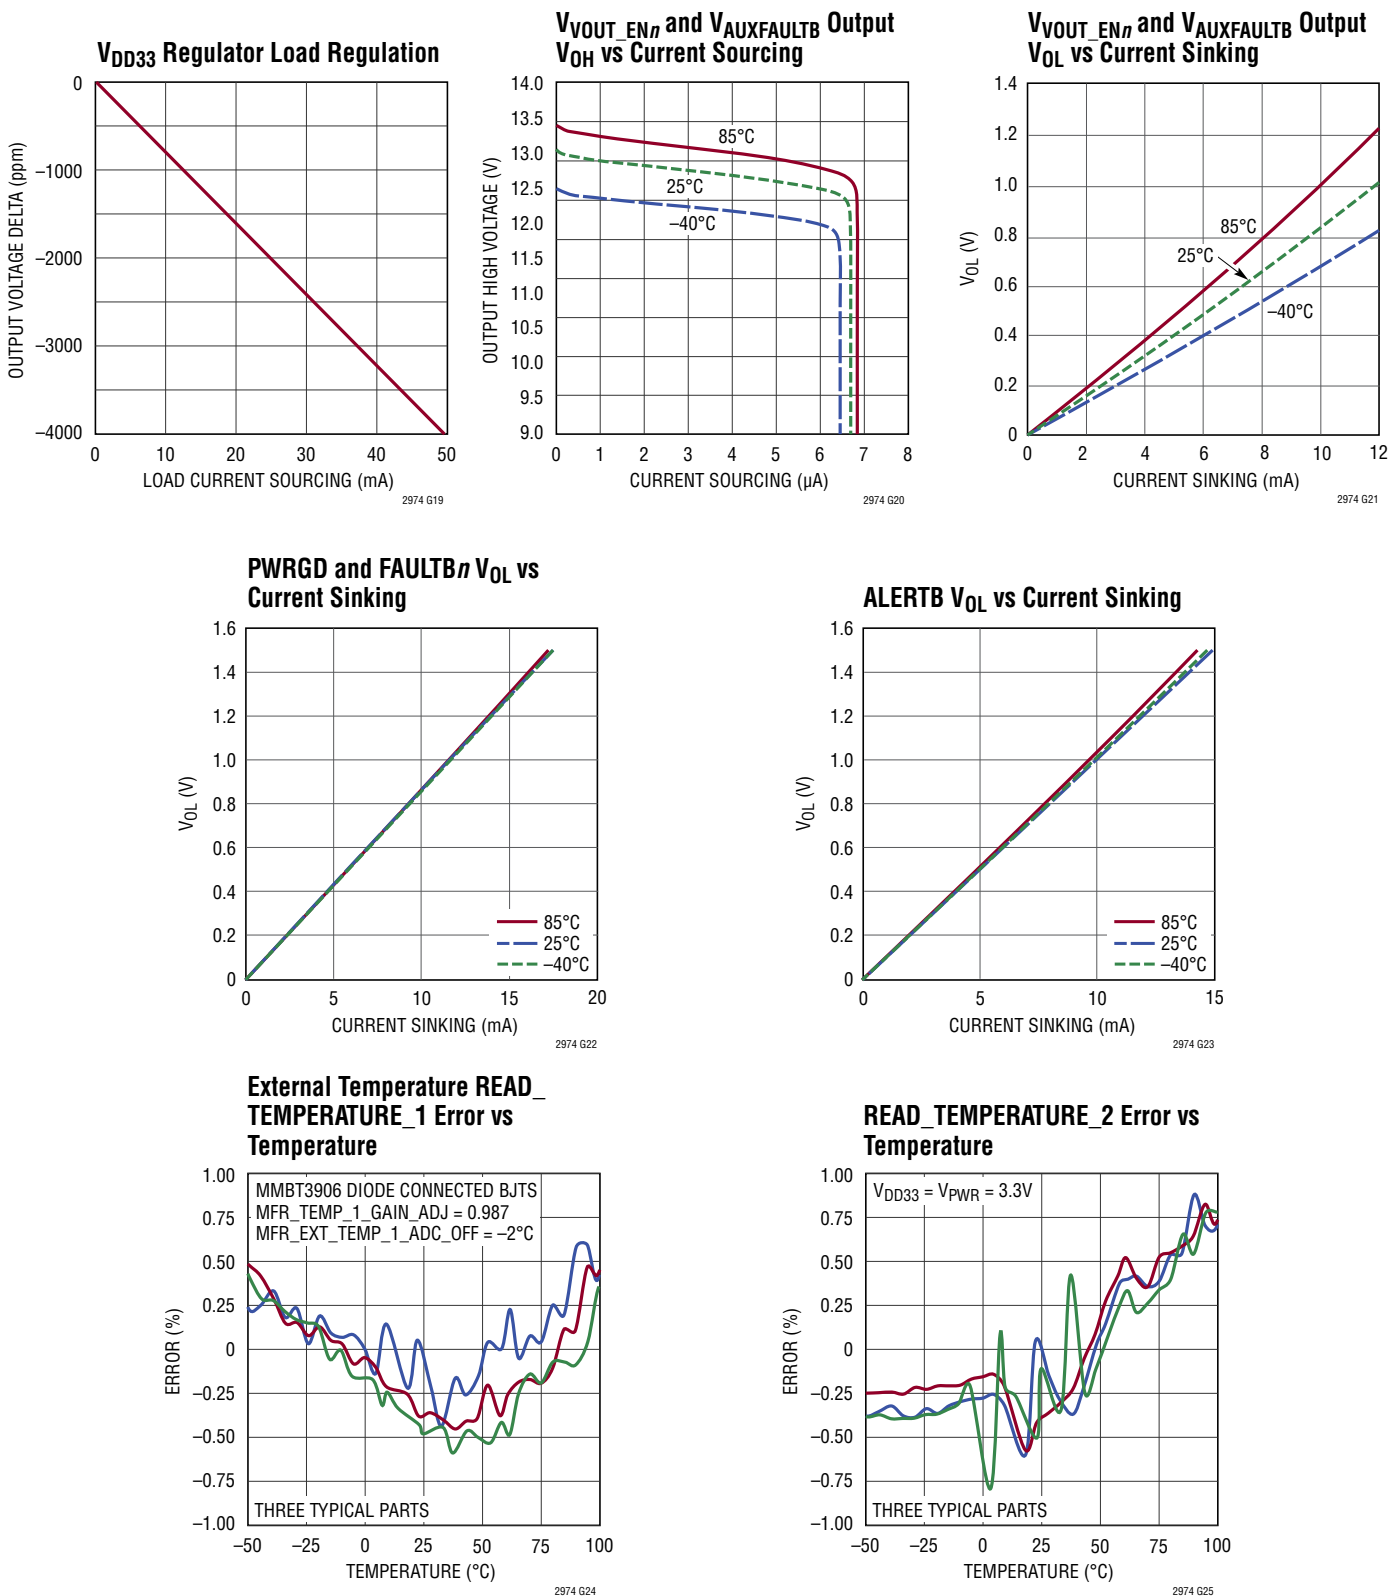 VDD33 Regulator Load Regulation
OUTPUT VOLTAGE DELTA (ppm)
0
–1000
–2000
–3000
–4000
0 10 20 30 40 50
LOAD CURRENT SOURCING (mA)
2974 G19
VVOUT_ENn and VAUXFAULTB Output
VOH vs Current Sourcing
OUTPUT HIGH VOLTAGE (V)
14.0
13.5
13.0
12.5
12.0
11.5
11.0
10.5
10.0
9.5
9.0
85°C
25°C
–40°C
0 1 2 3 4 5 6 7 8
CURRENT SOURCING (µA)
2974 G20
VVOUT_ENn and VAUXFAULTB Output
VOL vs Current Sinking
VOL (V)
1.4
1.2
1.0
0.8
0.6
0.4
0.2
0
85°C
25°C
–40°C
0 2 4 6 8 10 12
CURRENT SINKING (mA)
2974 G21
PWRGD and FAULTBn VOL vs
Current Sinking
VOL (V)
1.6
1.4
1.2
1.0
0.8
0.6
0.4
0.2
0
85°C
25°C
–40°C
0 5 10 15 20
CURRENT SINKING (mA)
2974 G22
ALERTB VOL vs Current Sinking
VOL (V)
1.6
1.4
1.2
1.0
0.8
0.6
0.4
0.2
0
85°C
25°C
–40°C
0 5 10 15
CURRENT SINKING (mA)
2974 G23
External Temperature READ_
TEMPERATURE_1 Error vs
Temperature
ERROR (%)
1.00
0.75
0.50
0.25
0
–0.25
–0.50
–0.75
–1.00
MMBT3906 DIODE CONNECTED BJTS
MFR_TEMP_1_GAIN_ADJ = 0.987
MFR_EXT_TEMP_1_ADC_OFF = –2°C
THREE TYPICAL PARTS
–50 –25 0 25 50 75 100
TEMPERATURE (°C)
2974 G24
READ_TEMPERATURE_2 Error vs
Temperature
ERROR (%)
1.00
0.75
0.50
0.25
0
–0.25
–0.50
–0.75
–1.00
VDD33 = VPWR = 3.3V
THREE TYPICAL PARTS
–50 –25 0 25 50 75 100
TEMPERATURE (°C)
2974 G25